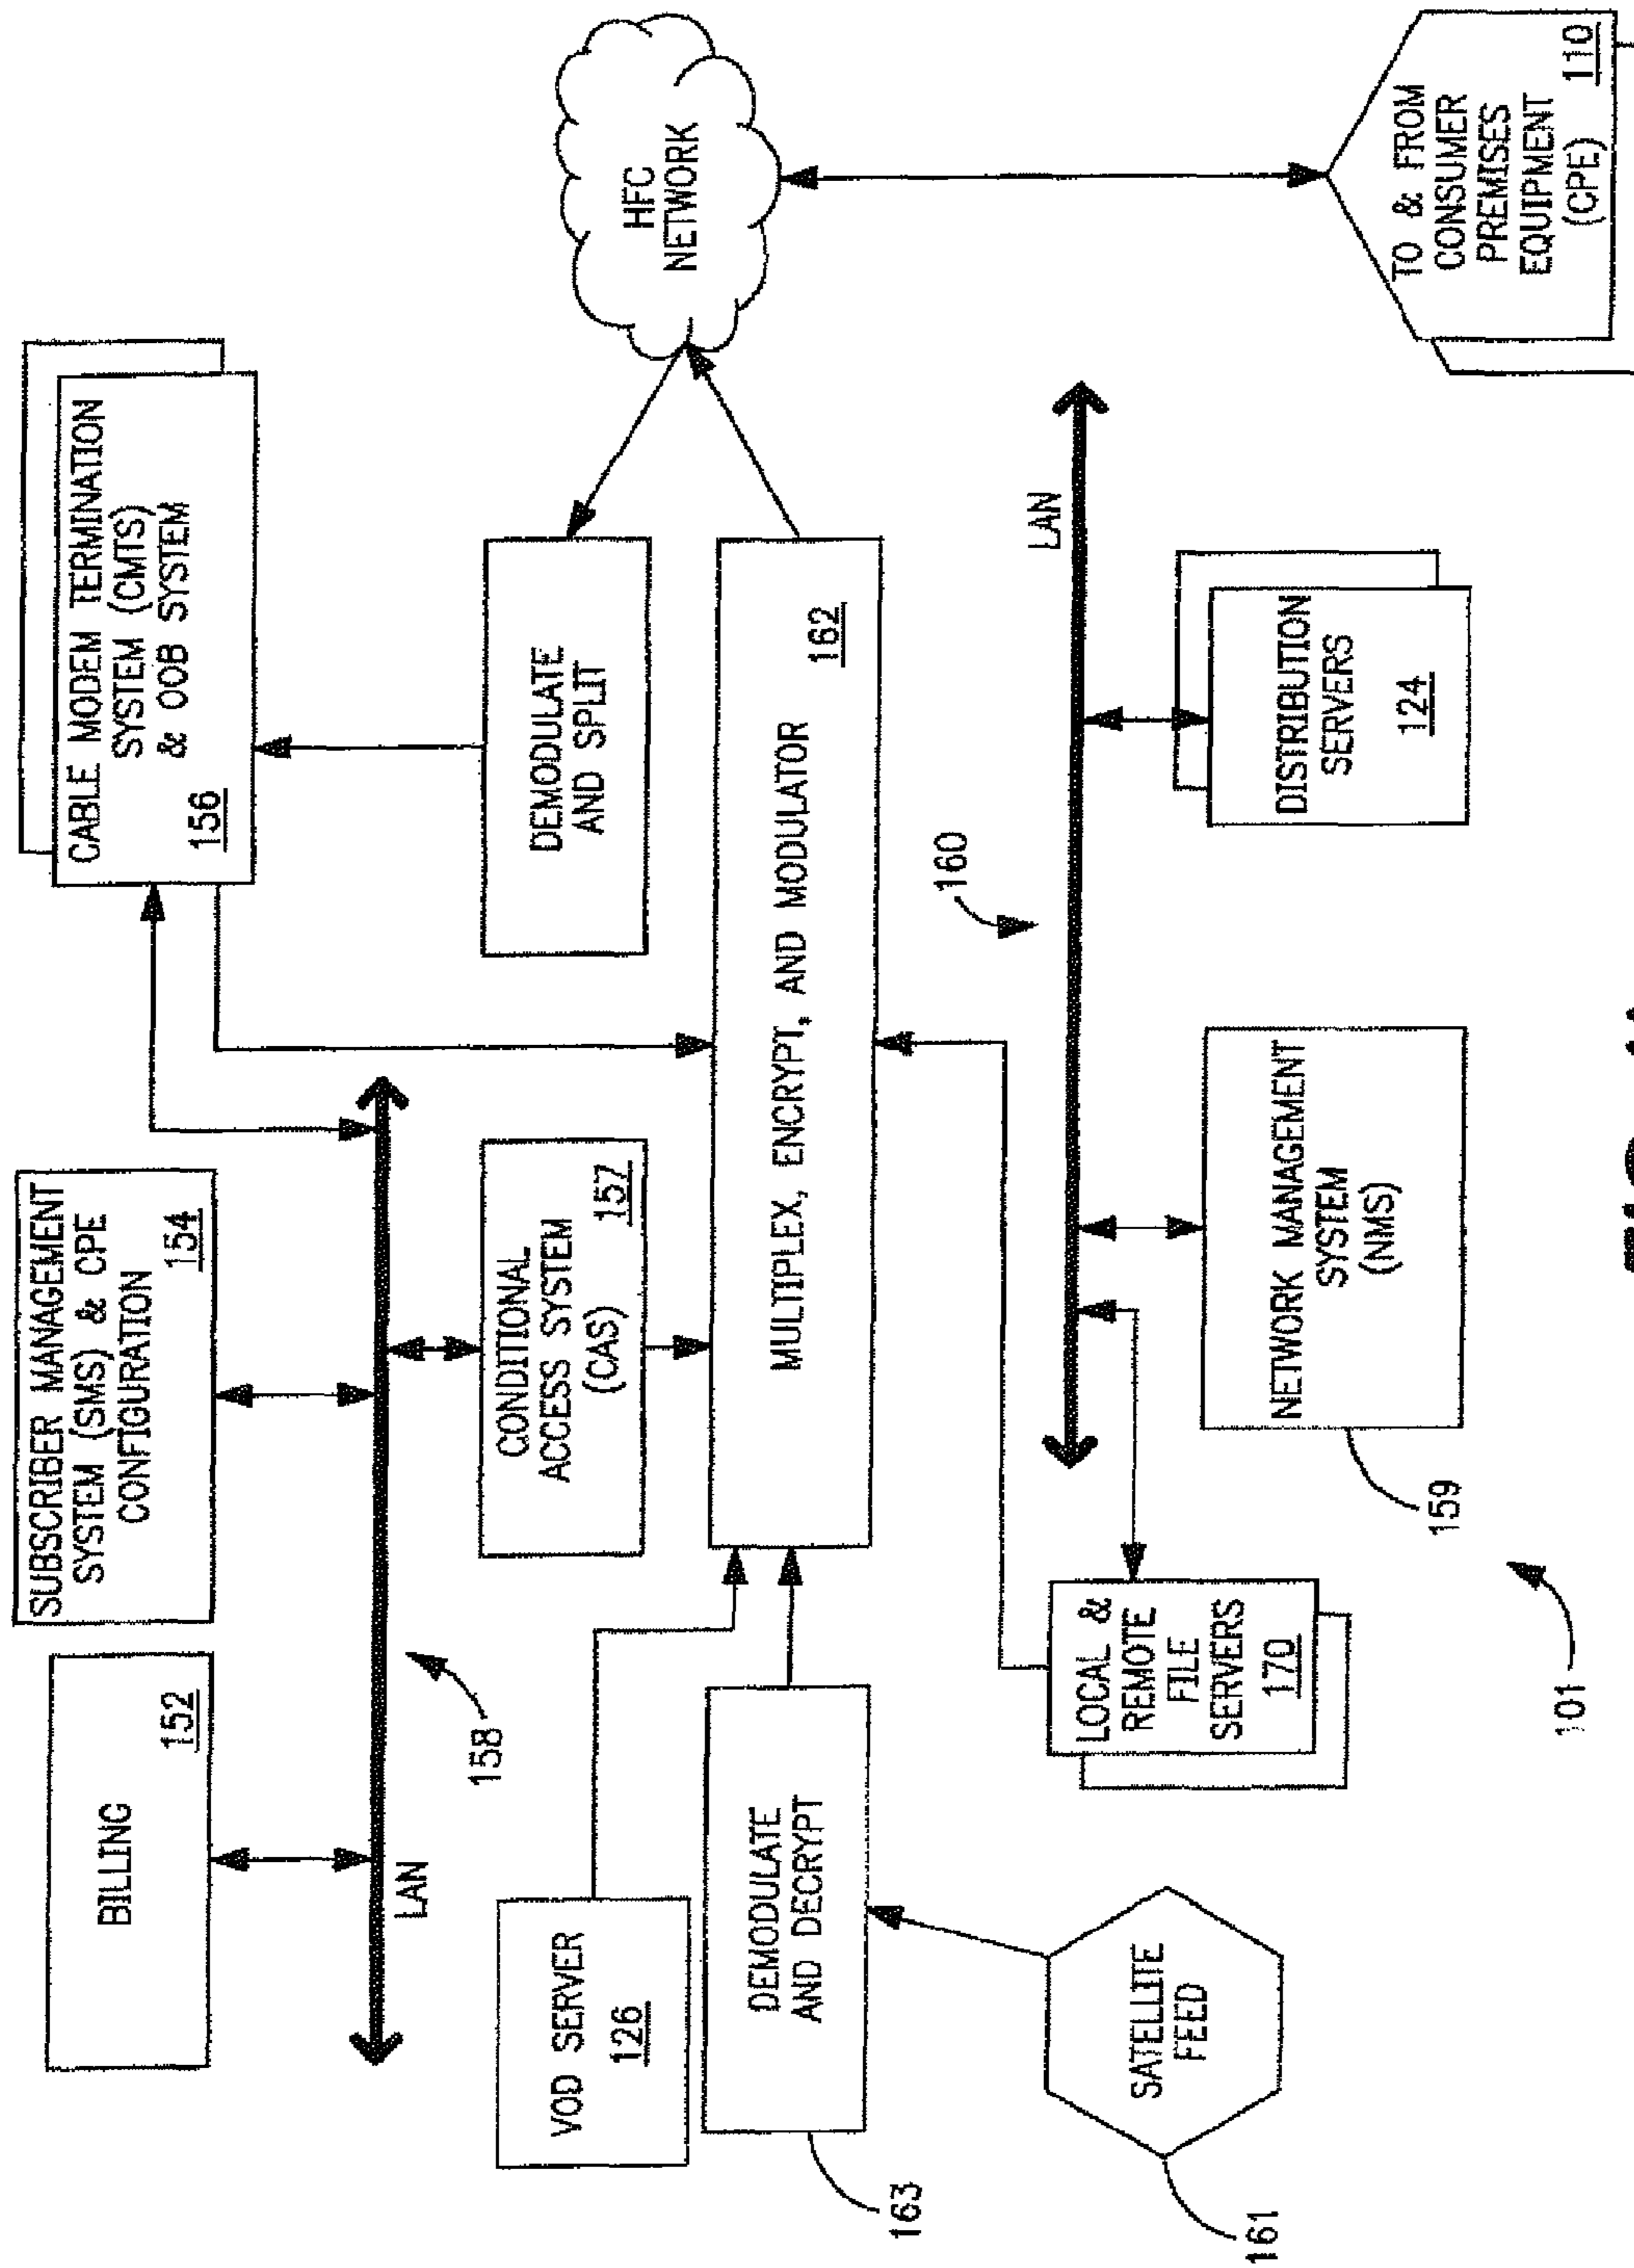 BILLING
152
SUBSCRIBER MANAGEMENT
SYSTEM (SMS) & CPE
CONFIGURATION
154
CABLE MODEM TERMINATION
SYSTEM (CMTS)
& OOB SYSTEM
156
LAN
158
VOD SERVER
126
CONDITIONAL
ACCESS SYSTEM
(CAS)
157
DEMODULATE
AND SPLIT
HFC
NETWORK
DEMODULATE
AND DECRYPT
163
MULTIPLEX, ENCRYPT, AND MODULATOR
162
160
LAN
SATELLITE
FEED
161
LOCAL &
REMOTE
FILE
SERVERS
170
NETWORK MANAGEMENT
SYSTEM
(NMS)
159
DISTRIBUTION
SERVERS
124
TO & FROM
CONSUMER
PREMISES
EQUIPMENT
(CPE)
110
101